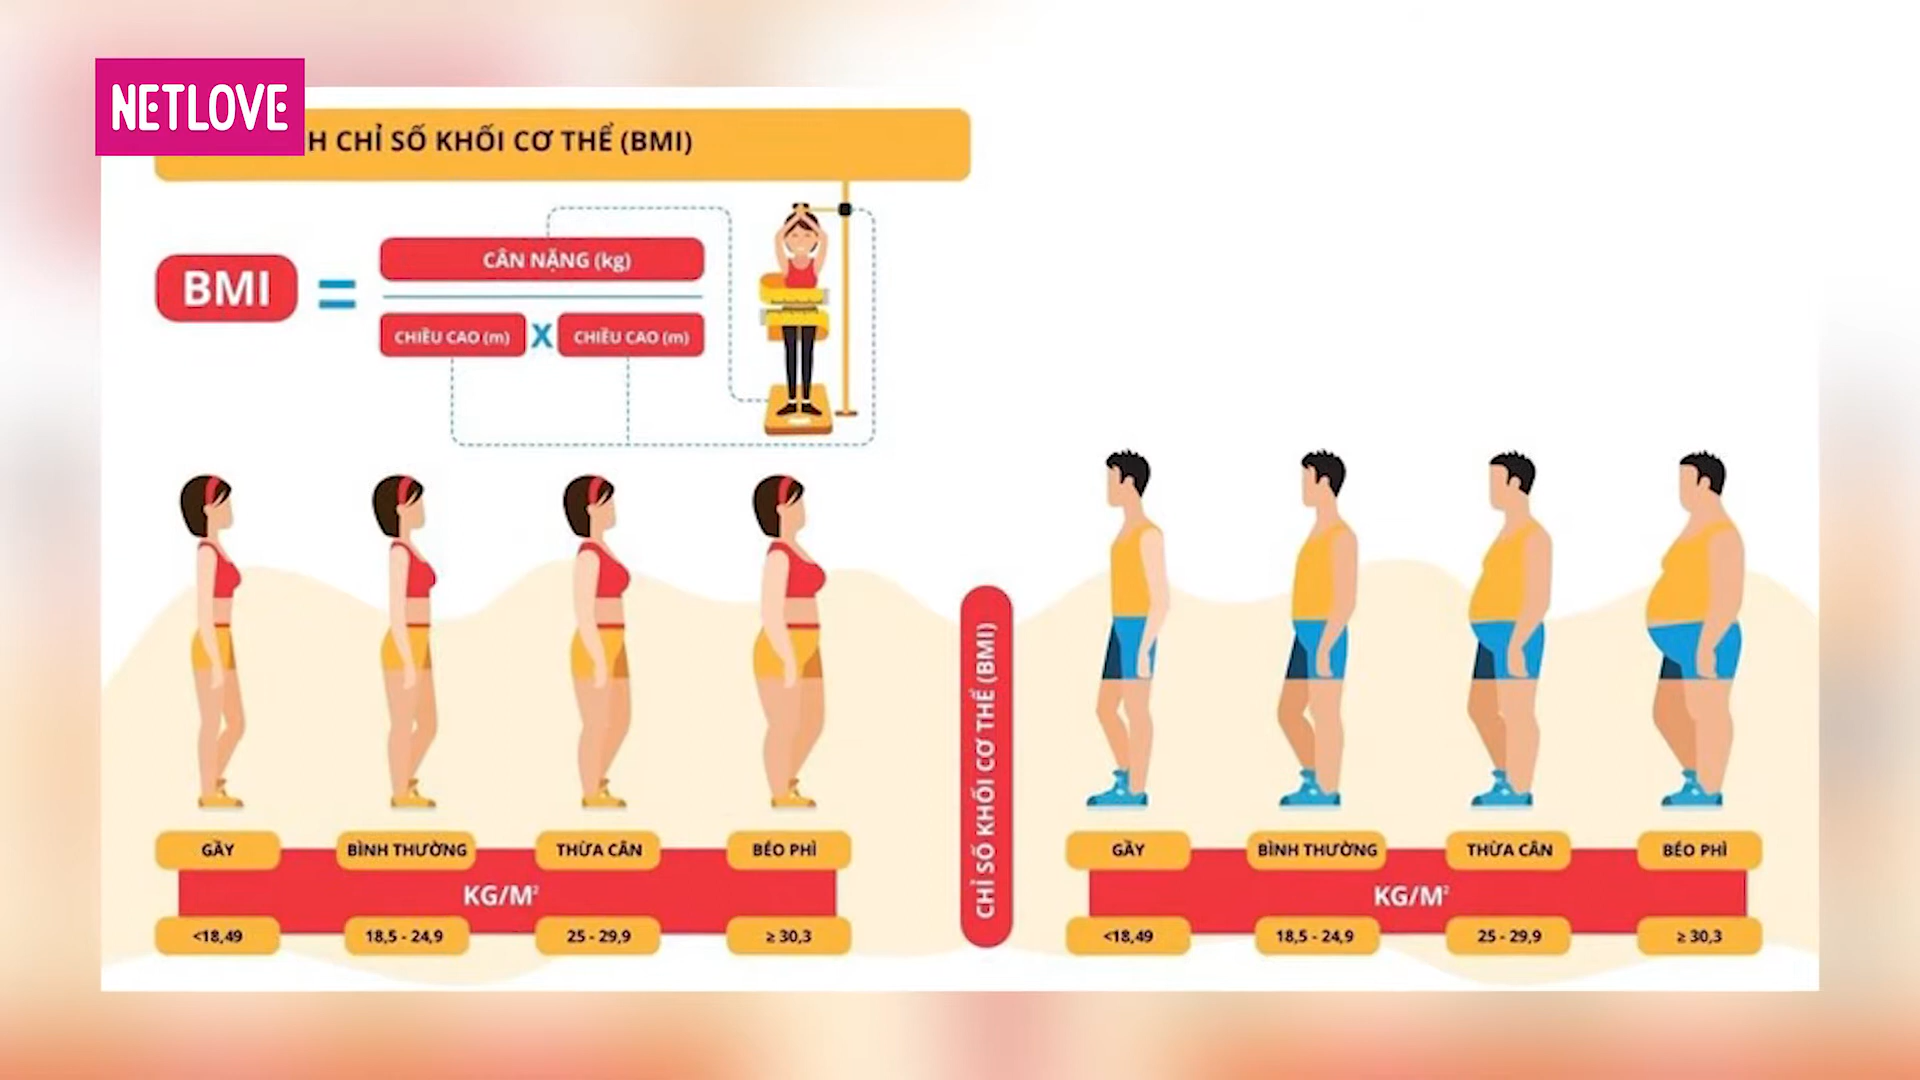 NETLOVE
H CHỈ SỐ KHỐI CƠ THỂ (BMI)
BMI
=
CÂN NẶNG (kg)
CHIỀU CAO (m) X CHIỀU CAO (m)
GẦY BÌNH THƯỜNG THỪA CÂN BÉO PHÌ
KG/M²
<18,49 18,5 - 24,9 25 - 29,9 ≥ 30,3
CHỈ SỐ KHỐI CƠ THỂ (BMI)
GẦY BÌNH THƯỜNG THỪA CÂN BÉO PHÌ
KG/M²
<18,49 18,5 - 24,9 25 - 29,9 ≥ 30,3